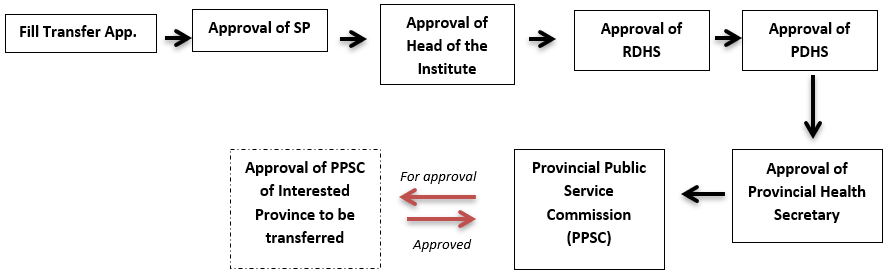 Fill Transfer App.
Approval of SP
Approval of
Head of the
Institute
Approval of
RDHS
Approval of
PDHS
Approval of
Provincial Health
Secretary
Provincial Public
Service
Commission
(PPSC)
For approval
Approved
Approval of PPSC
of Interested
Province to be
transferred